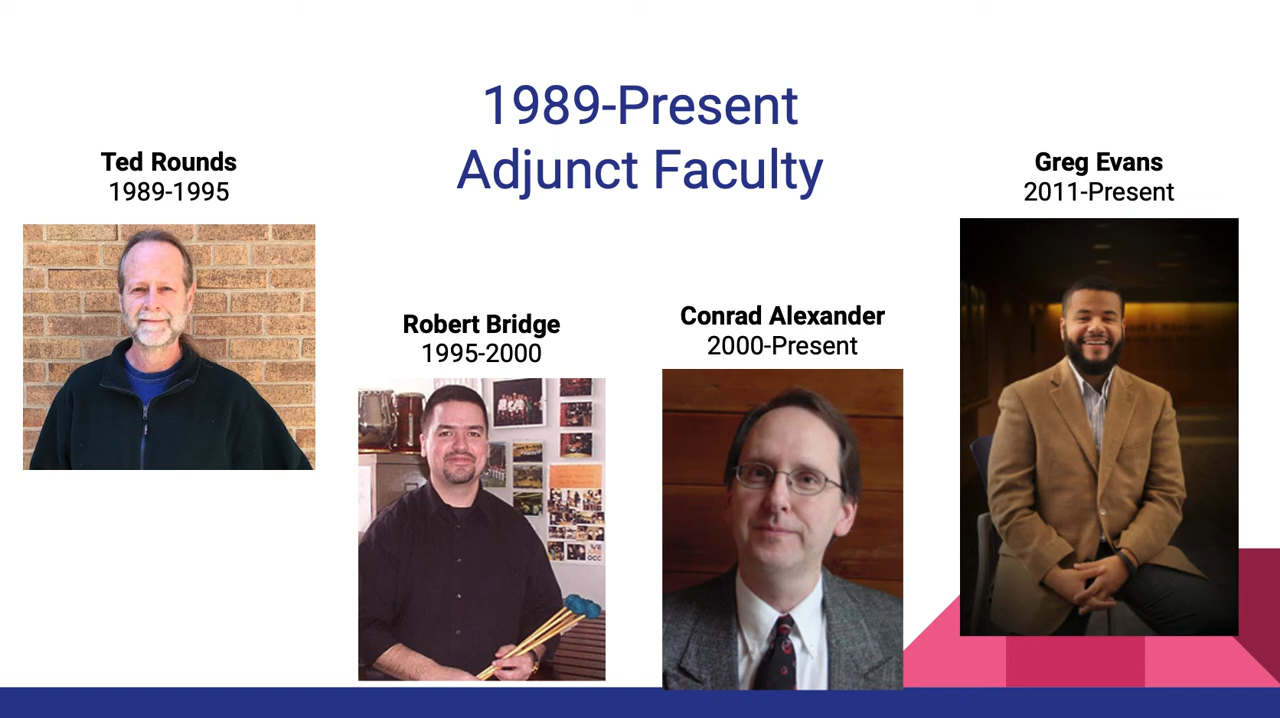 1989-Present
Adjunct Faculty
Ted Rounds
1989-1995
Robert Bridge
1995-2000
Conrad Alexander
2000-Present
Greg Evans
2011-Present
OCC